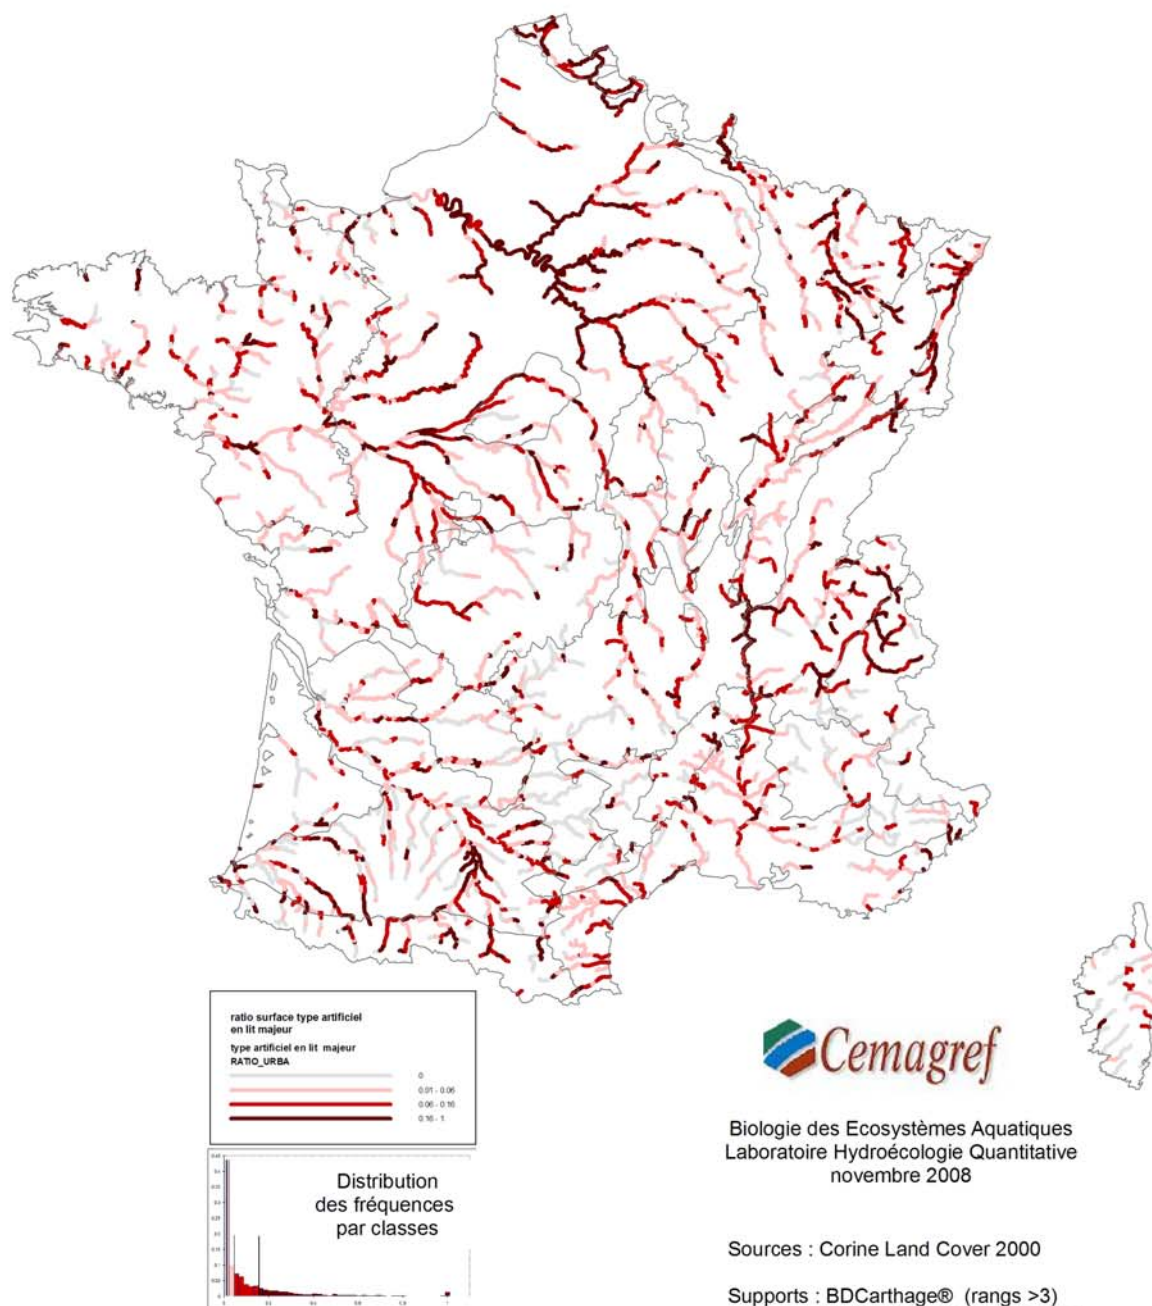 ratio surface type artificiel
en lit majeur
type artificiel en lit majeur
RATIO_URBA
0
0.01 - 0.06
0.06 - 0.16
0.16 - 1
Cemagref
Distribution
des fréquences
par classes
Biologie des Ecosystèmes Aquatiques
Laboratoire Hydroécologie Quantitative
novembre 2008
Sources : Corine Land Cover 2000
Supports : BDCarthage® (rangs >3)